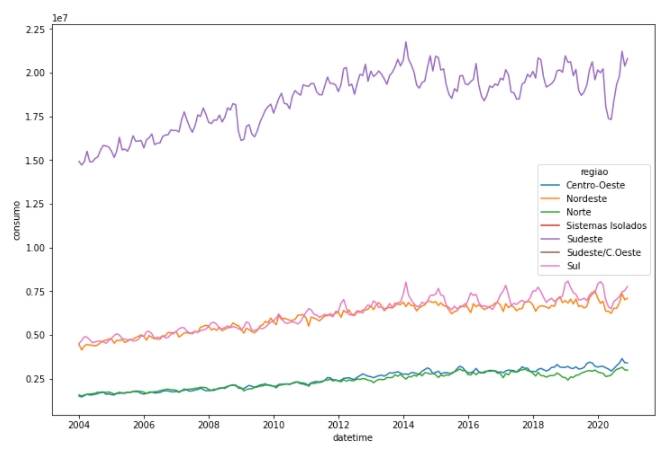 1e7
2.25
2.00
1.75
1.50
1.25
1.00
0.75
0.50
0.25
consumo
regiao
Centro-Oeste
Nordeste
Norte
Sistemas Isolados
Sudeste
Sudeste/C.Oeste
Sul
2004
2006
2008
2010
2012
2014
2016
2018
2020
datetime